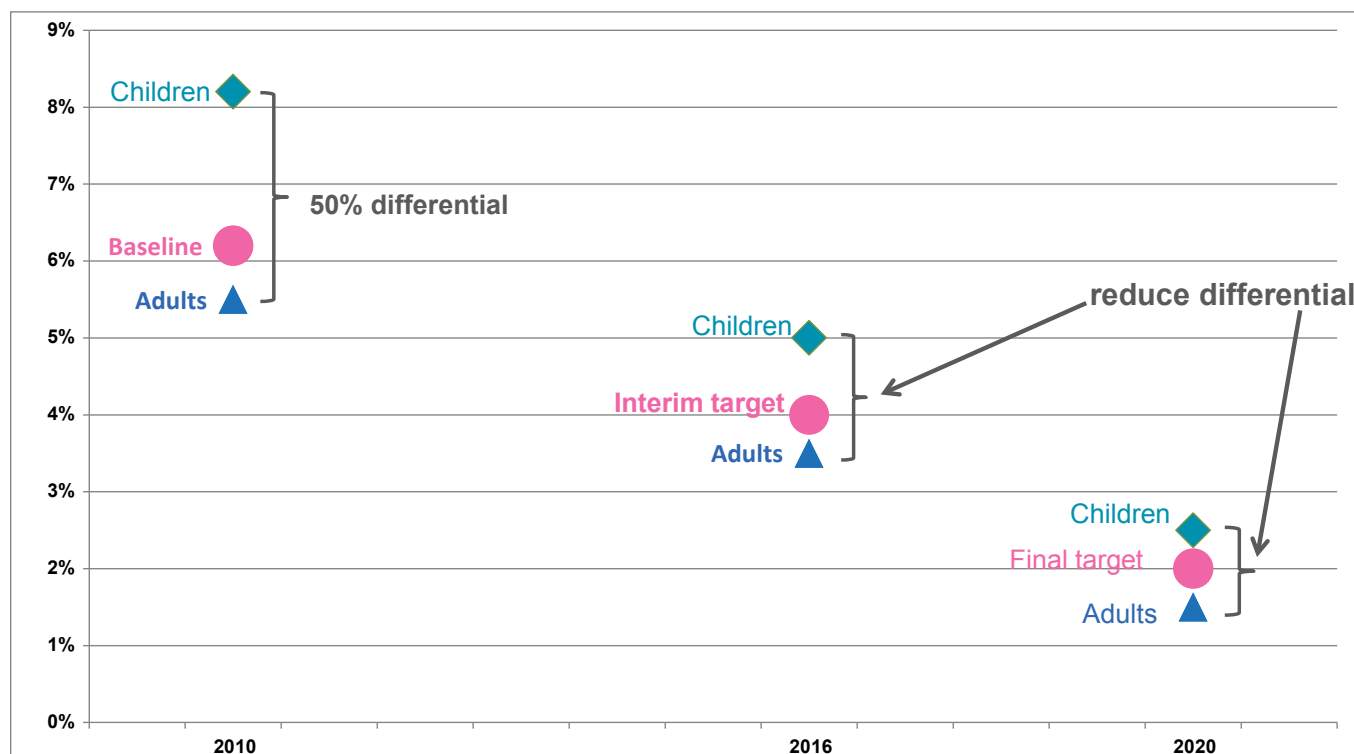 9%
Children
8%
7%
50% differential
Baseline
6%
Adults
reduce differential
5%
Children
4%
Interim target
Adults
3%
Children
2%
Final target
Adults
1%
0%
2010
2016
2020